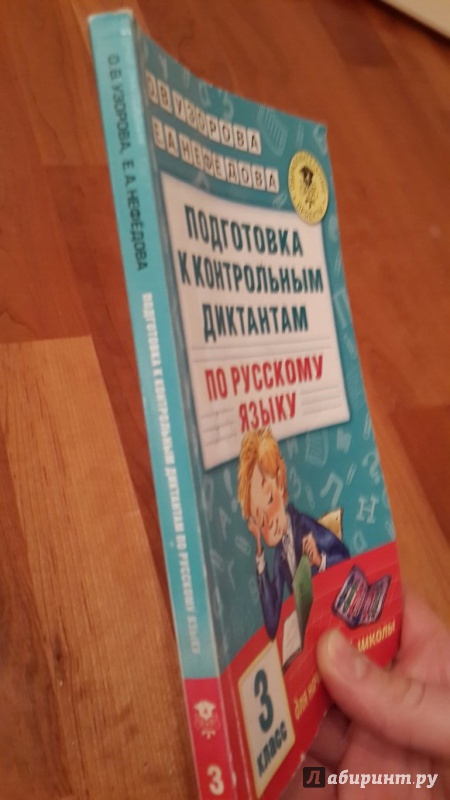 О.В. УЗОРОВА, Е.А. НЕФЁДОВА
ПОДГОТОВКА К КОНТРОЛЬНЫМ ДИКТАНТАМ ПО РУССКОМУ ЯЗЫКУ
3
О В УЗОРОВА
Е А НЕФЁДОВА
ПОДГОТОВКА
К КОНТРОЛЬНЫМ
ДИКТАНТАМ
ПО РУССКОМУ
ЯЗЫКУ
3
КЛАСС
для
школы
Лабиринт.ру